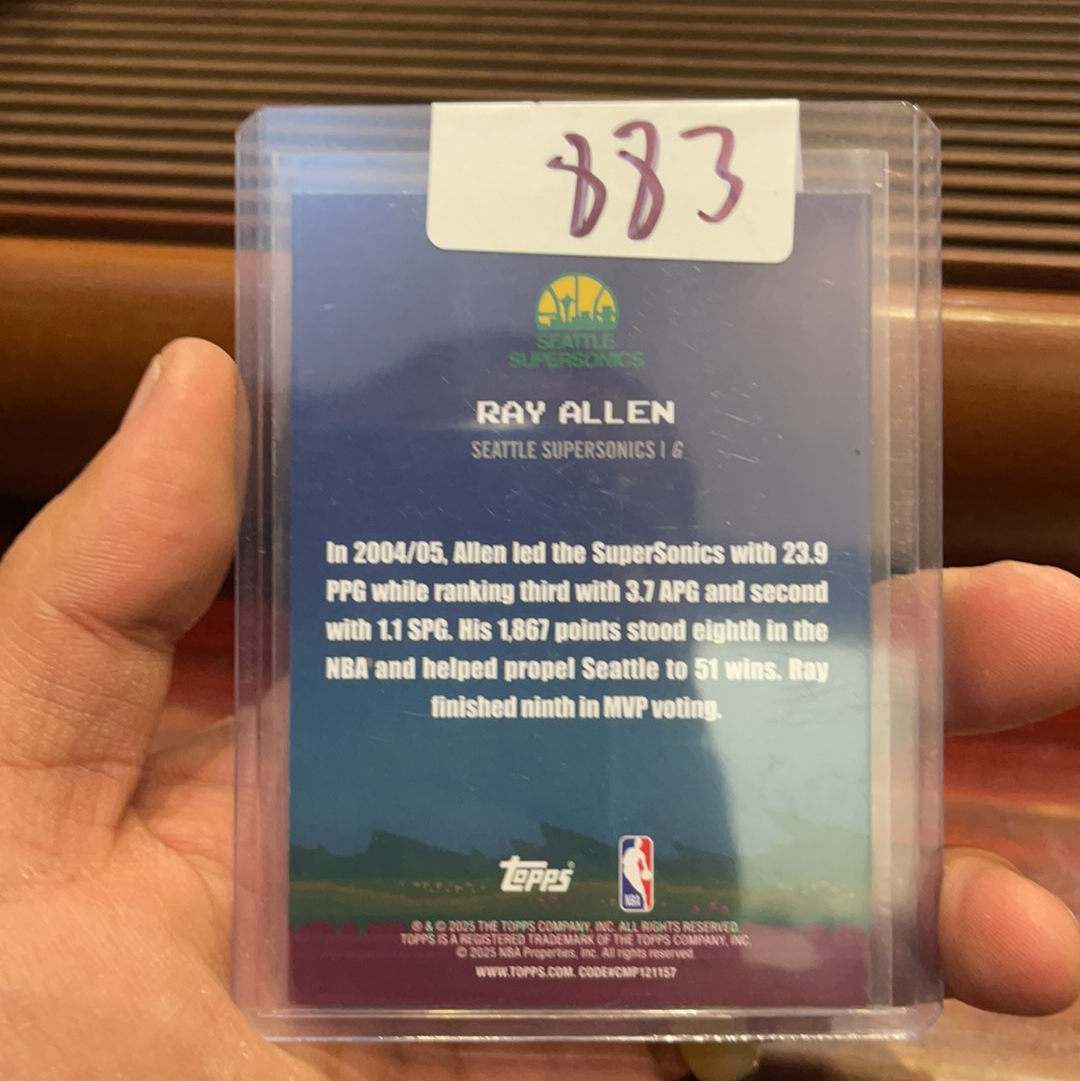 883
SEATTLE
SUPERSONICS
RAY ALLEN
SEATTLE SUPERSONICS | G
In 2004/05, Allen led the SuperSonics with 23.9
PPG while ranking third with 3.7 APG and second
with 1.1 SPG. His 1,867 points stood eighth in the
NBA and helped propel Seattle to 51 wins. Ray
finished ninth in MVP voting.
topps®
NBA
® & © 2025 THE TOPPS COMPANY, INC. ALL RIGHTS RESERVED.
TOPPS IS A REGISTERED TRADEMARK OF THE TOPPS COMPANY, INC.
© 2025 NBA Properties, Inc. All rights reserved.
WWW.TOPPS.COM. CODE#CMP121157